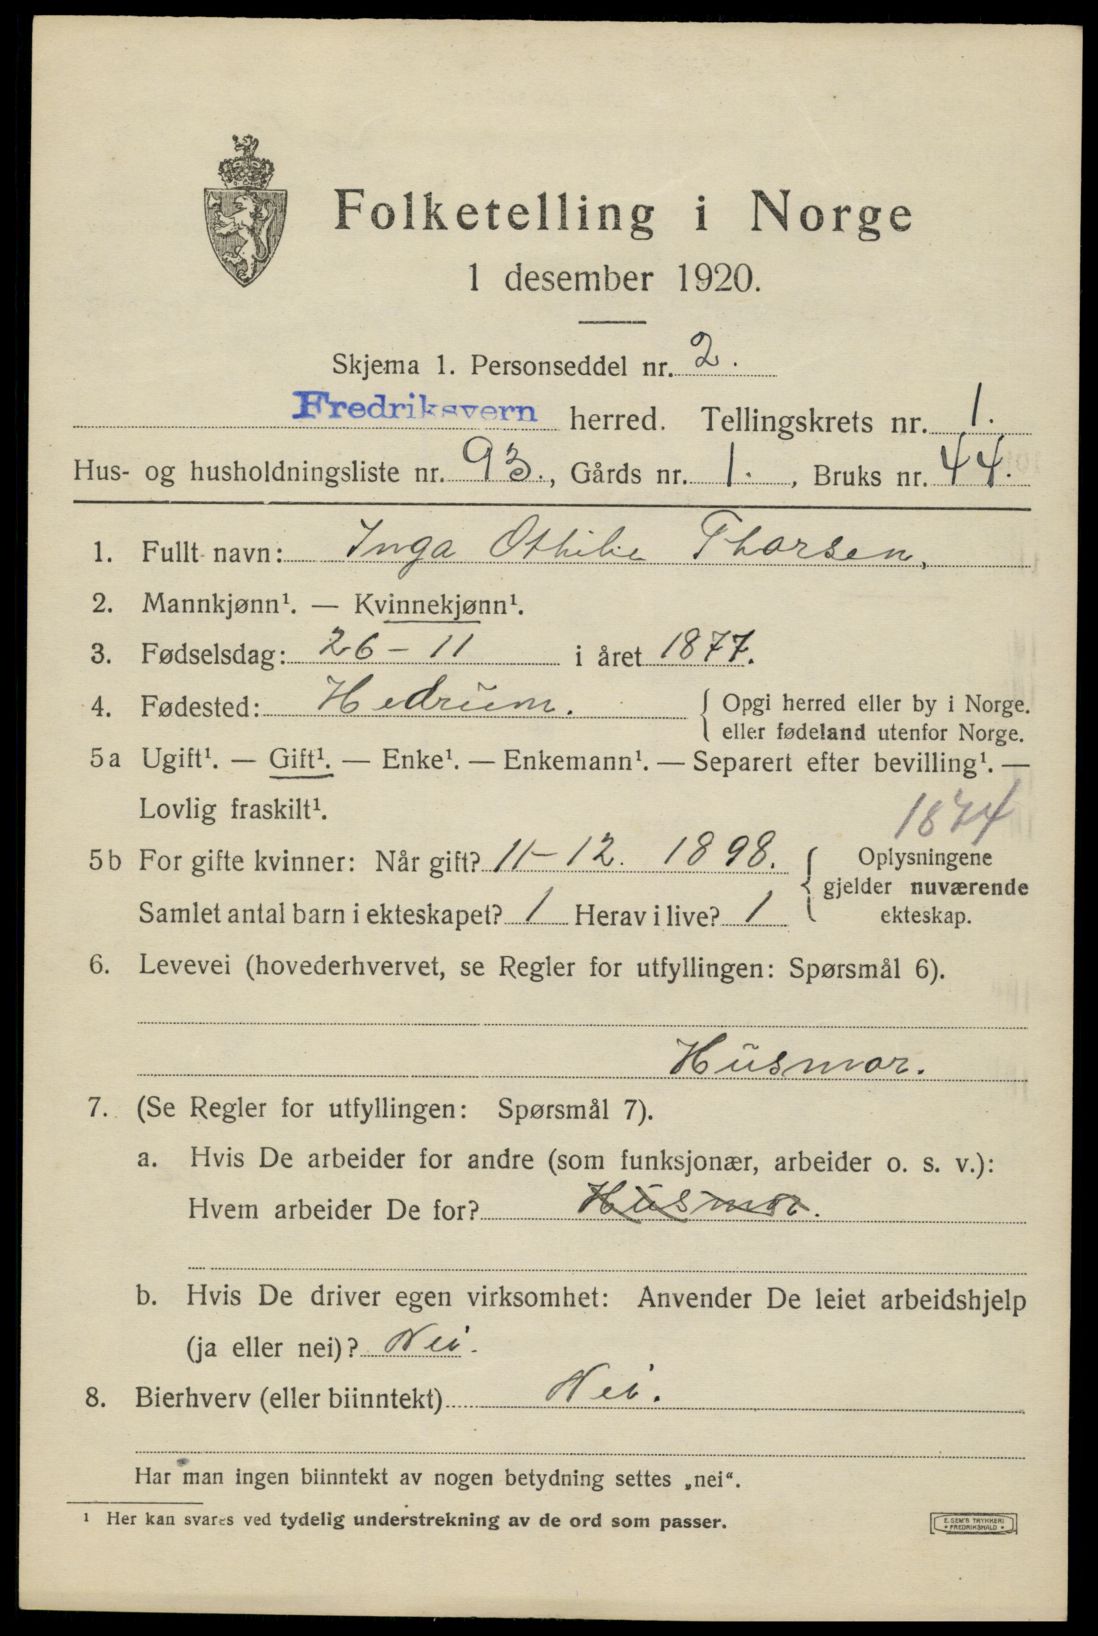 Folketelling i Norge
1 desember 1920.
Skjema 1. Personseddel nr. 2.
Fredriksvern herred. Tellingskrets nr. 1.
Hus- og husholdningsliste nr. 93., Gårds nr. 1., Bruks nr. 44.
1. Fullt navn: Inga Othilie Thorsen,
2. Mannkjønn¹. — Kvinnekjønn¹.
3. Fødselsdag: 26-11 i året 1877.
4. Fødested: Hedrum. { Opgi herred eller by i Norge.
eller fødeland utenfor Norge.
5a Ugift¹. — Gift¹. — Enke¹. — Enkemann¹. — Separert efter bevilling¹. —
Lovlig fraskilt¹.
1874
5b For gifte kvinner: Når gift? 11-12. 1898.
Samlet antal barn i ekteskapet? 1 Herav i live? 1
Oplysningene
gjelder nuværende
ekteskap.
6. Levevei (hovederhvervet, se Regler for utfyllingen: Spørsmål 6).
Husmor.
7. (Se Regler for utfyllingen: Spørsmål 7).
a. Hvis De arbeider for andre (som funksjonær, arbeider o. s. v.):
Hvem arbeider De for? Husmor.
b. Hvis De driver egen virksomhet: Anvender De leiet arbeidshjelp
(ja eller nei)? Nei.
8. Bierhverv (eller biinntekt) Nei.
Har man ingen biinntekt av nogen betydning settes „nei“.
¹ Her kan svares ved tydelig understrekning av de ord som passer.
E. SEM'S TRYKKERI
FREDRIKSHALD